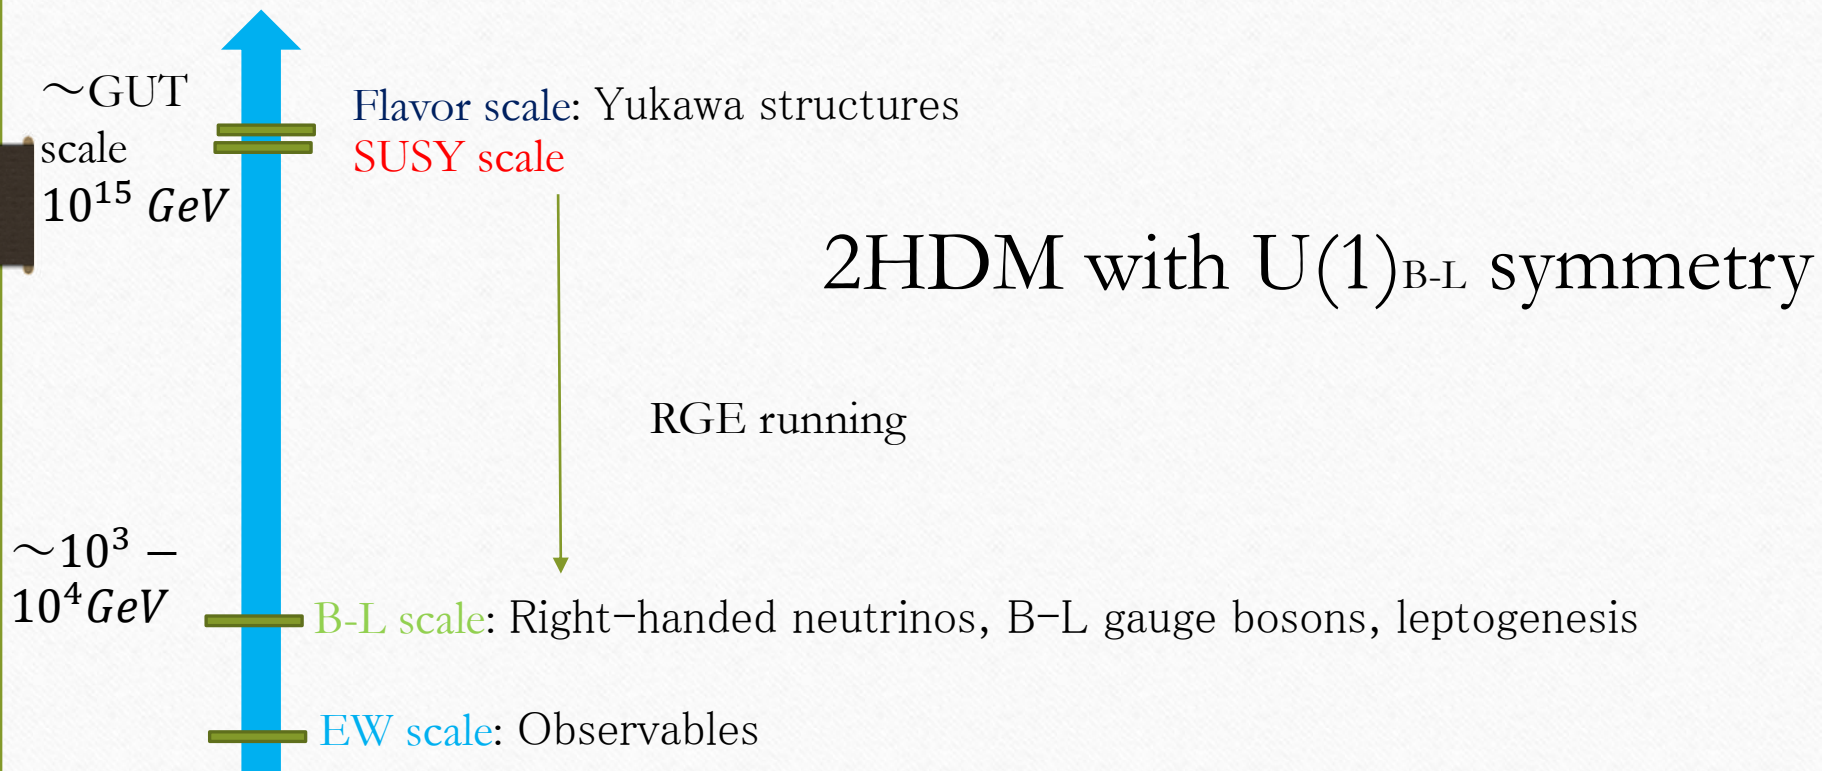 ~GUT
scale
10¹⁵ GeV
Flavor scale: Yukawa structures
SUSY scale
2HDM with U(1)B-L symmetry
RGE running
~10³ –
10⁴GeV
B-L scale: Right-handed neutrinos, B-L gauge bosons, leptogenesis
EW scale: Observables